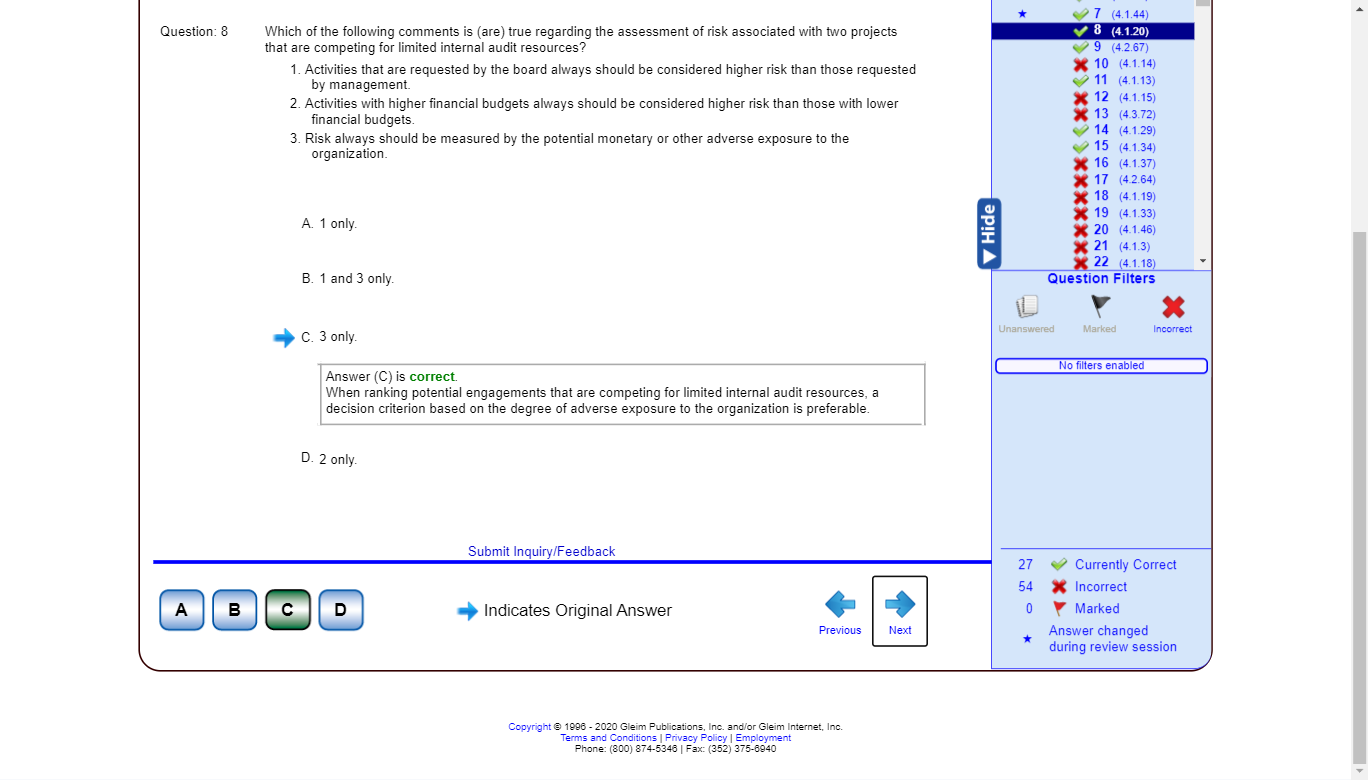 Question: 8
Which of the following comments is (are) true regarding the assessment of risk associated with two projects
that are competing for limited internal audit resources?
1. Activities that are requested by the board always should be considered higher risk than those requested
by management.
2. Activities with higher financial budgets always should be considered higher risk than those with lower
financial budgets.
3. Risk always should be measured by the potential monetary or other adverse exposure to the
organization.
A. 1 only.
B. 1 and 3 only.
C. 3 only.
Answer (C) is correct.
When ranking potential engagements that are competing for limited internal audit resources, a
decision criterion based on the degree of adverse exposure to the organization is preferable.
D. 2 only.
Submit Inquiry/Feedback
A B C D
Indicates Original Answer
Previous
Next
7 (4.1.44)
8 (4.1.20)
9 (4.2.67)
10 (4.1.14)
11 (4.1.13)
12 (4.1.15)
13 (4.3.72)
14 (4.1.29)
15 (4.1.34)
16 (4.1.37)
17 (4.2.64)
18 (4.1.19)
19 (4.1.33)
20 (4.1.46)
21 (4.1.3)
22 (4.1.18)
Hide
Question Filters
Unanswered
Marked
Incorrect
No filters enabled
27 Currently Correct
54 Incorrect
0 Marked
Answer changed
during review session
Copyright © 1996 - 2020 Gleim Publications, Inc. and/or Gleim Internet, Inc.
Terms and Conditions | Privacy Policy | Employment
Phone: (800) 874-5346 | Fax: (352) 375-6940